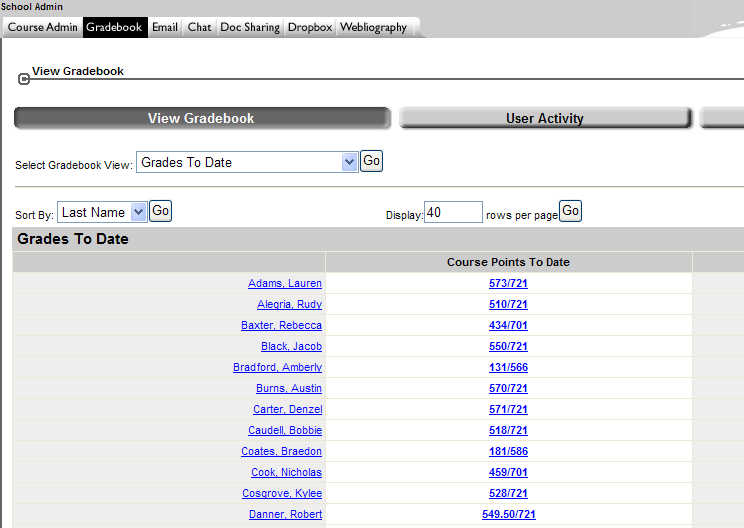 School Admin
Course Admin Gradebook Email Chat Doc Sharing Dropbox Webliography
View Gradebook
View Gradebook User Activity
Select Gradebook View: Grades To Date Go
Sort By: Last Name Go Display: 40 rows per page Go
Grades To Date
Course Points To Date
Adams, Lauren 573/721
Alegria, Rudy 510/721
Baxter, Rebecca 434/701
Black, Jacob 550/721
Bradford, Amberly 131/566
Burns, Austin 570/721
Carter, Denzel 571/721
Caudell, Bobbie 518/721
Coates, Braedon 181/586
Cook, Nicholas 459/701
Cosgrove, Kylee 528/721
Danner, Robert 549.50/721